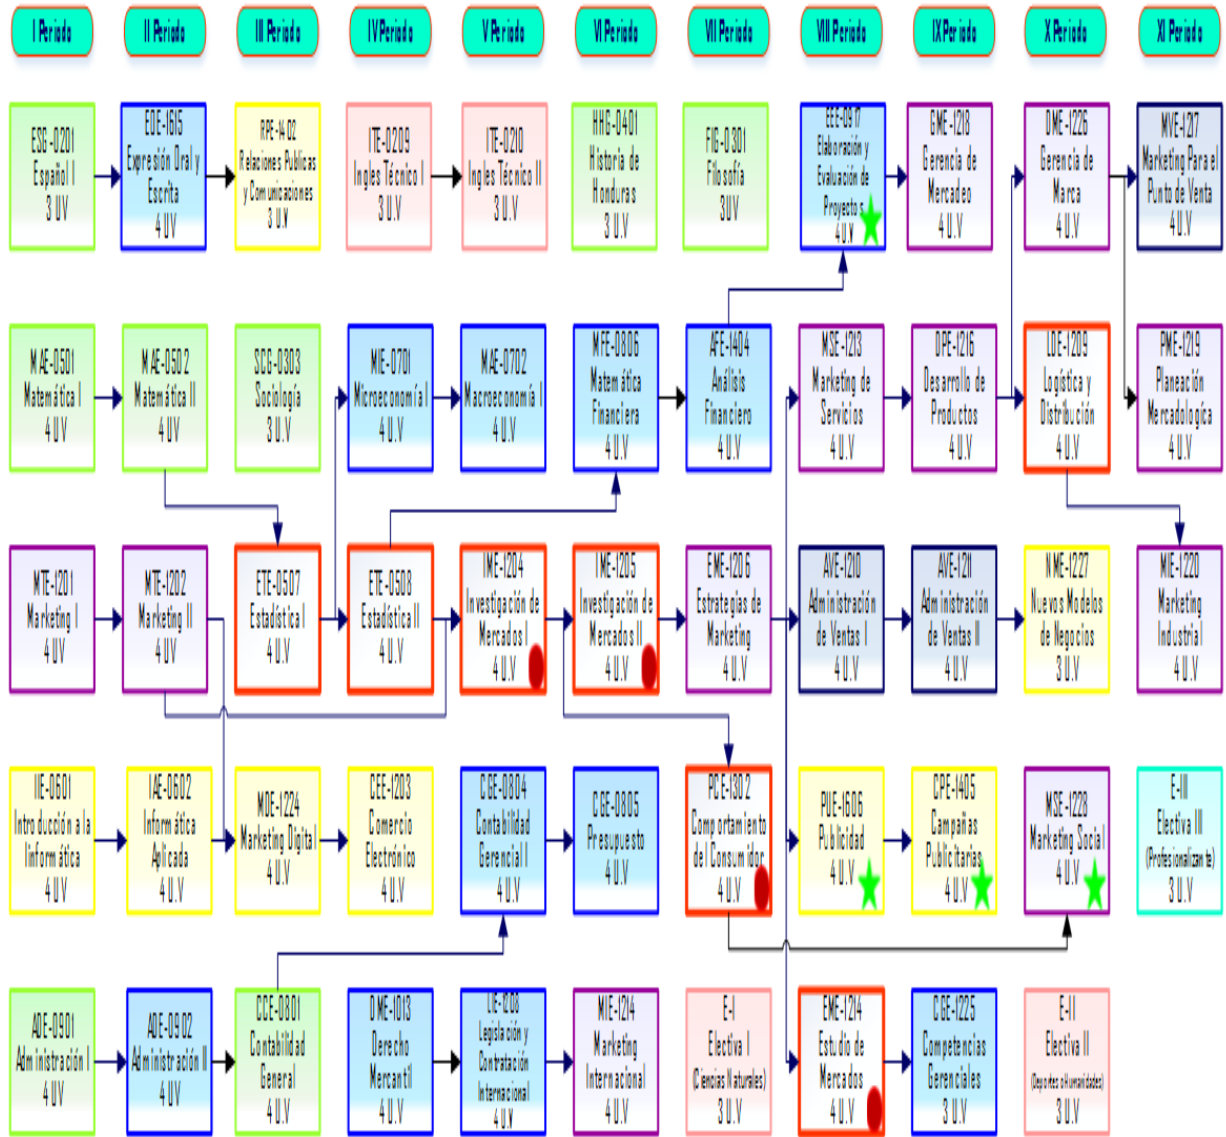 I Periodo
II Periodo
III Periodo
IV Periodo
V Periodo
VI Periodo
VII Periodo
VIII Periodo
IX Periodo
X Periodo
XI Periodo
ESG-0201
Español I
3 UV
EOE-1615
Expresión Oral y
Escrita
4 UV
RPE-1402
Relaciones Publicas
y Comunicaciones
3 U.V
ITE-0209
Ingles Técnico I
3 U.V
ITE-0210
Ingles Técnico II
3 U.V
HHG-0401
Historia de
Honduras
3 U.V
FIG-0301
Filosofía
3UV
EEE-0917
Elaboración y
Evaluación de
Proyectos
4 U.V
GME-1218
Gerencia de
Mercadeo
4 U.V
DME-1226
Gerencia de
Marca
4 U.V
MVE-1217
Marketing Para el
Punto de Venta
4 U.V
MAE-0501
Matemática I
4 UV
MAE-0502
Matemática II
4 UV
SCG-0303
Sociología
3 U.V
MIE-0701
Microeconomía I
4 U.V
MAE-0702
Macroeconomía I
4 U.V
MFE-0806
Matemática
Financiera
4 U.V
AFE-1404
Análisis
Financiero
4 U.V
MSE-1213
Marketing de
Servicios
4 U.V
DPE-1216
Desarrollo de
Productos
4 U.V
LDE-1209
Logística y
Distribución
4 U.V
PME-1219
Planeación
Mercadologíca
4 U.V
MTE-1201
Marketing I
4 UV
MTE-1202
Marketing II
4 UV
ETE-0507
Estadística I
4 U.V
ETE-0508
Estadística II
4 U.V
IME-1204
Investigación de
Mercados I
4 U.V
IME-1205
Investigación de
Mercados II
4 U.V
EME-1206
Estrategias de
Marketing
4 U.V
AVE-1210
Administración
de Ventas I
4 U.V
AVE-1211
Administración
de Ventas II
4 U.V
NME-1227
Nuevos Modelos
de Negocios
3 U.V
MIE-1220
Marketing
Industrial
4 U.V
IIE-0601
Introducción a la
Iinformática
4 U.V
IAE-0602
Informática
Aplicada
4 U.V
MDE-1224
Marketing Digital
4 U.V
CEE-1203
Comercio
Electrónico
4 U.V
CGE-0804
Contabilidad
Gerencial I
4 U.V
CGE-0805
Presupuesto
4 U.V
PCE-1302
Comportamiento
del Consumidor
4 U.V
PUE-1606
Publicidad
4 U.V
CPE-1405
Campañas
Publicitarias
4 U.V
MSE-1228
Marketing Social
4 U.V
E-III
Electiva III
(Profesionalizante)
3 U.V
ADE-0901
Administración I
4 UV
ADE-0902
Administración II
4 UV
CCE-0801
Contabilidad
General
4 U.V
DME-1013
Derecho
Mercantil
4 U.V
LIE-1208
Legislación y
Contratación
Internacional
4 U.V
MIE-1214
Marketing
Internacional
4 U.V
E-I
Electiva I
(Ciencias Naturales)
3 U.V
EME-1214
Estudio de
Mercados
4 U.V
CGE-1225
Competencias
Gerenciales
3 U.V
E-II
Electiva II
(Deportes o Humanidades)
3 U.V